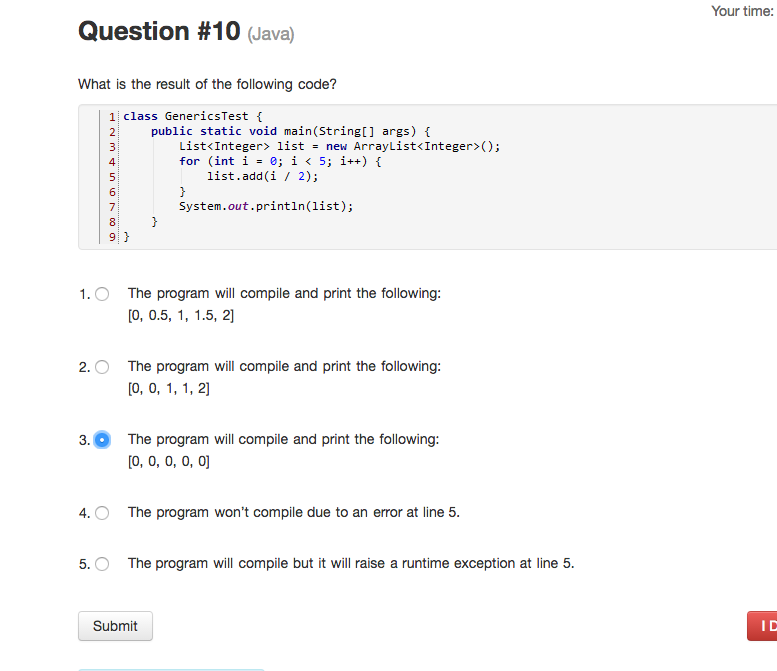 Your time:
Question #10 (Java)
What is the result of the following code?
1 class GenericsTest {
2     public static void main(String[] args) {
3         List<Integer> list = new ArrayList<Integer>();
4         for (int i = 0; i < 5; i++) {
5             list.add(i / 2);
6         }
7         System.out.println(list);
8     }
9 }
1. The program will compile and print the following:
[0, 0.5, 1, 1.5, 2]
2. The program will compile and print the following:
[0, 0, 1, 1, 2]
3. The program will compile and print the following:
[0, 0, 0, 0, 0]
4. The program won't compile due to an error at line 5.
5. The program will compile but it will raise a runtime exception at line 5.
Submit
I